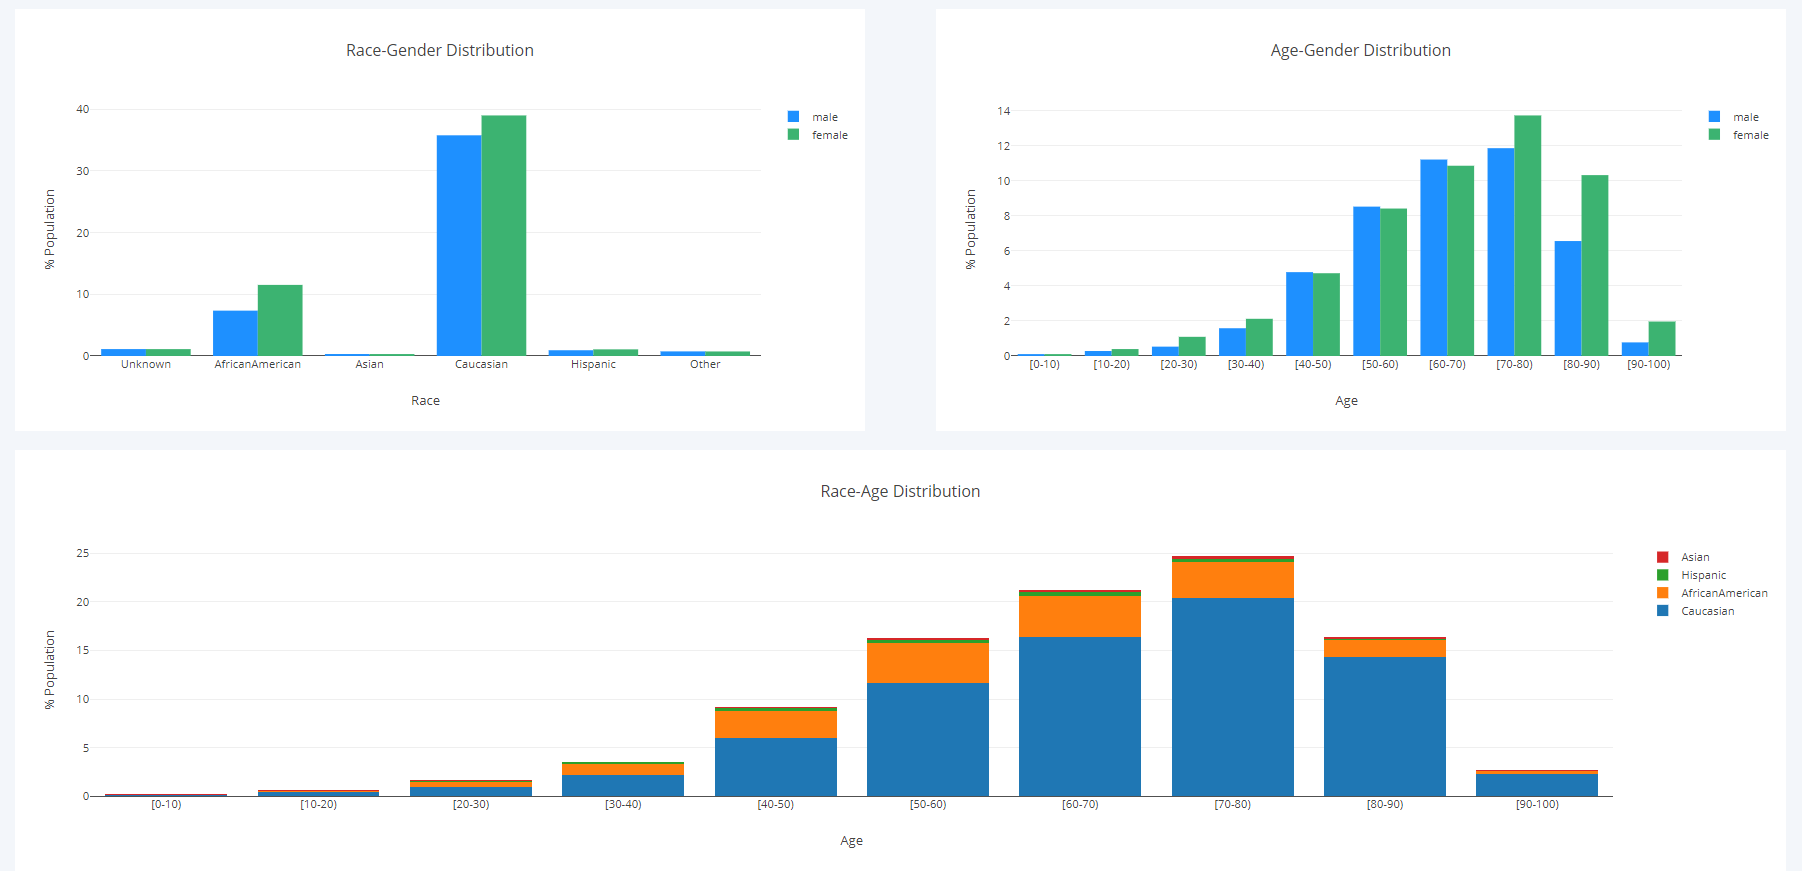 Race-Gender Distribution
% Population
40
30
20
10
0
Unknown AfricanAmerican Asian Caucasian Hispanic Other
Race
male
female
Age-Gender Distribution
% Population
14
12
10
8
6
4
2
0
[0-10) [10-20) [20-30) [30-40) [40-50) [50-60) [60-70) [70-80) [80-90) [90-100)
Age
male
female
Race-Age Distribution
% Population
25
20
15
10
5
0
[0-10) [10-20) [20-30) [30-40) [40-50) [50-60) [60-70) [70-80) [80-90) [90-100)
Age
Asian
Hispanic
AfricanAmerican
Caucasian